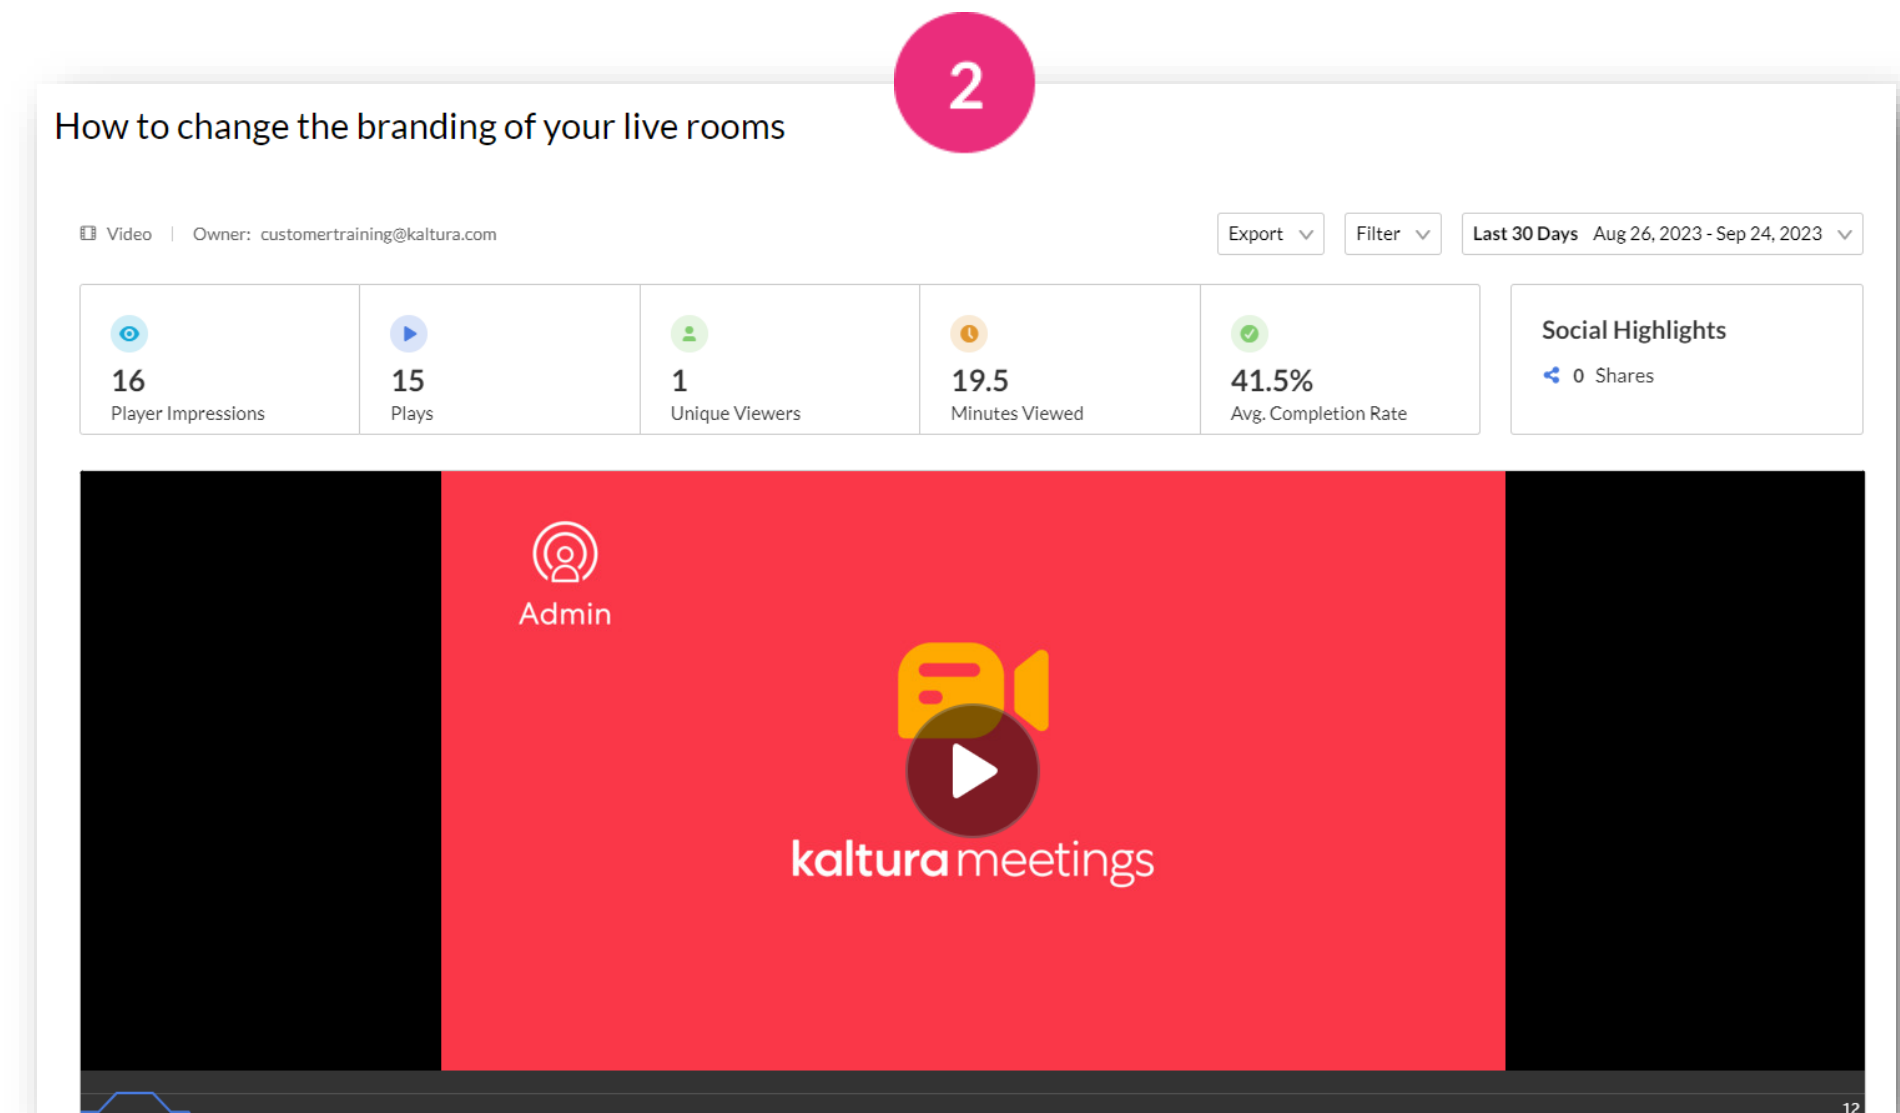 2
How to change the branding of your live rooms
Video | Owner: customertraining@kaltura.com
Export
Filter
Last 30 Days Aug 26, 2023 - Sep 24, 2023
16
Player Impressions
15
Plays
1
Unique Viewers
19.5
Minutes Viewed
41.5%
Avg. Completion Rate
Social Highlights
0 Shares
Admin
kaltura meetings
12